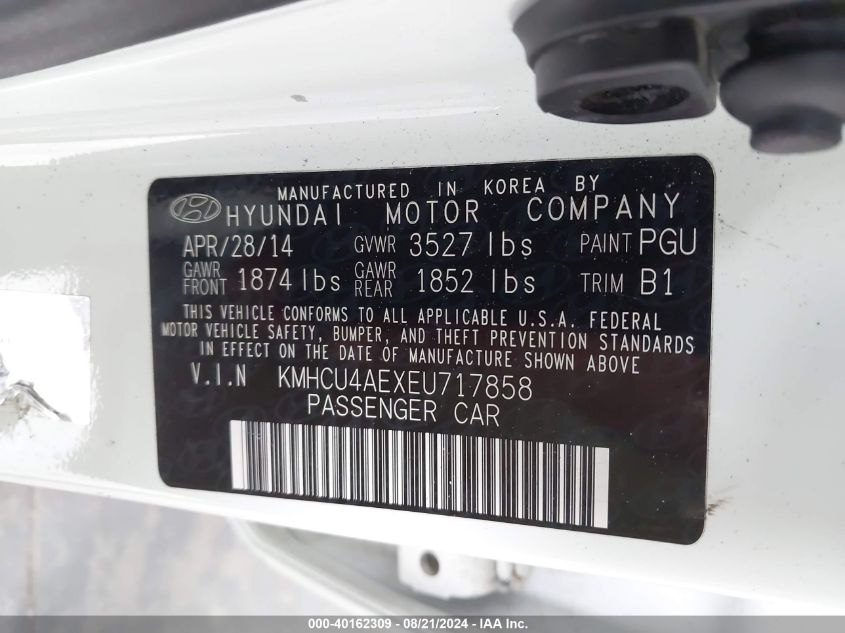 MANUFACTURED IN KOREA BY
HYUNDAI MOTOR COMPANY
APR/28/14 GVWR 3527 lbs PAINT PGU
GAWR FRONT 1874 lbs GAWR REAR 1852 lbs TRIM B1
THIS VEHICLE CONFORMS TO ALL APPLICABLE U.S.A. FEDERAL
MOTOR VEHICLE SAFETY, BUMPER, AND THEFT PREVENTION STANDARDS
IN EFFECT ON THE DATE OF MANUFACTURE SHOWN ABOVE
V.I.N KMHCU4AEXEU717858
PASSENGER CAR
000-40162309 - 08/21/2024 - IAA Inc.